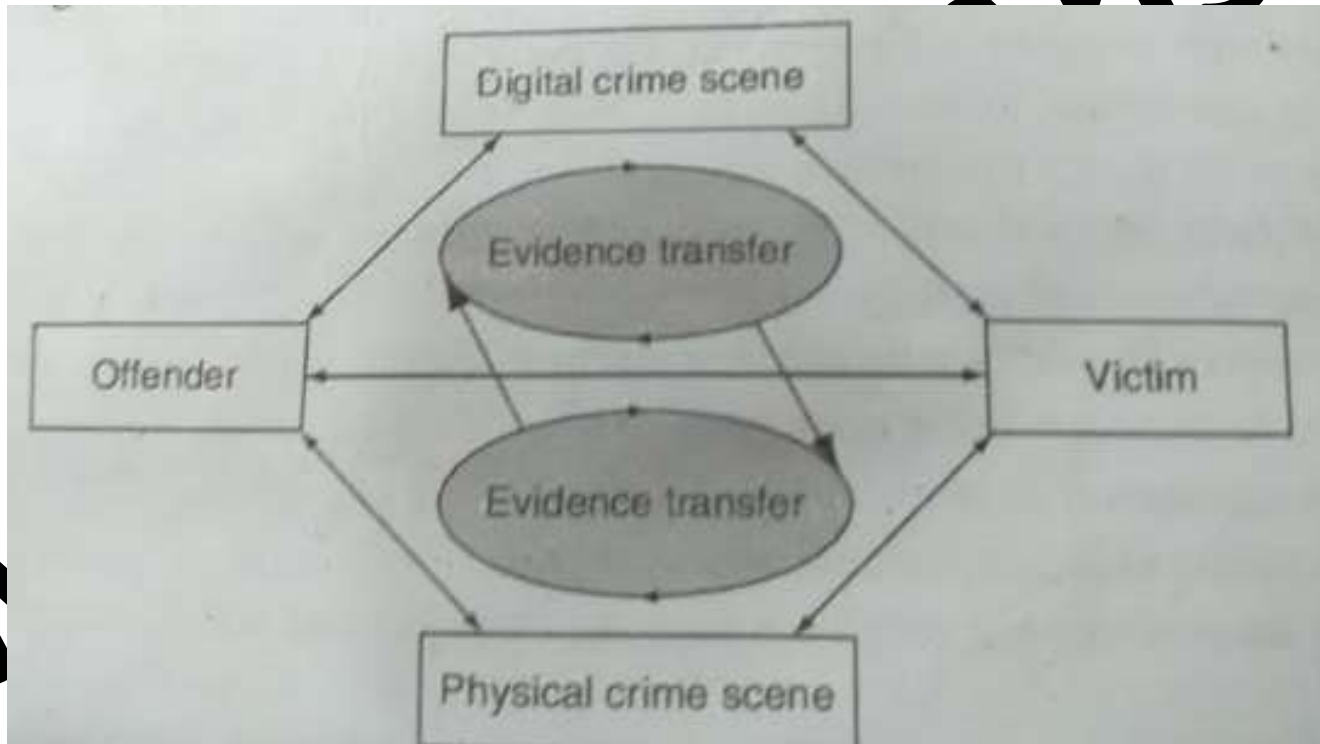 Digital crime scene
Evidence transfer
Offender
Victim
Evidence transfer
Physical crime scene